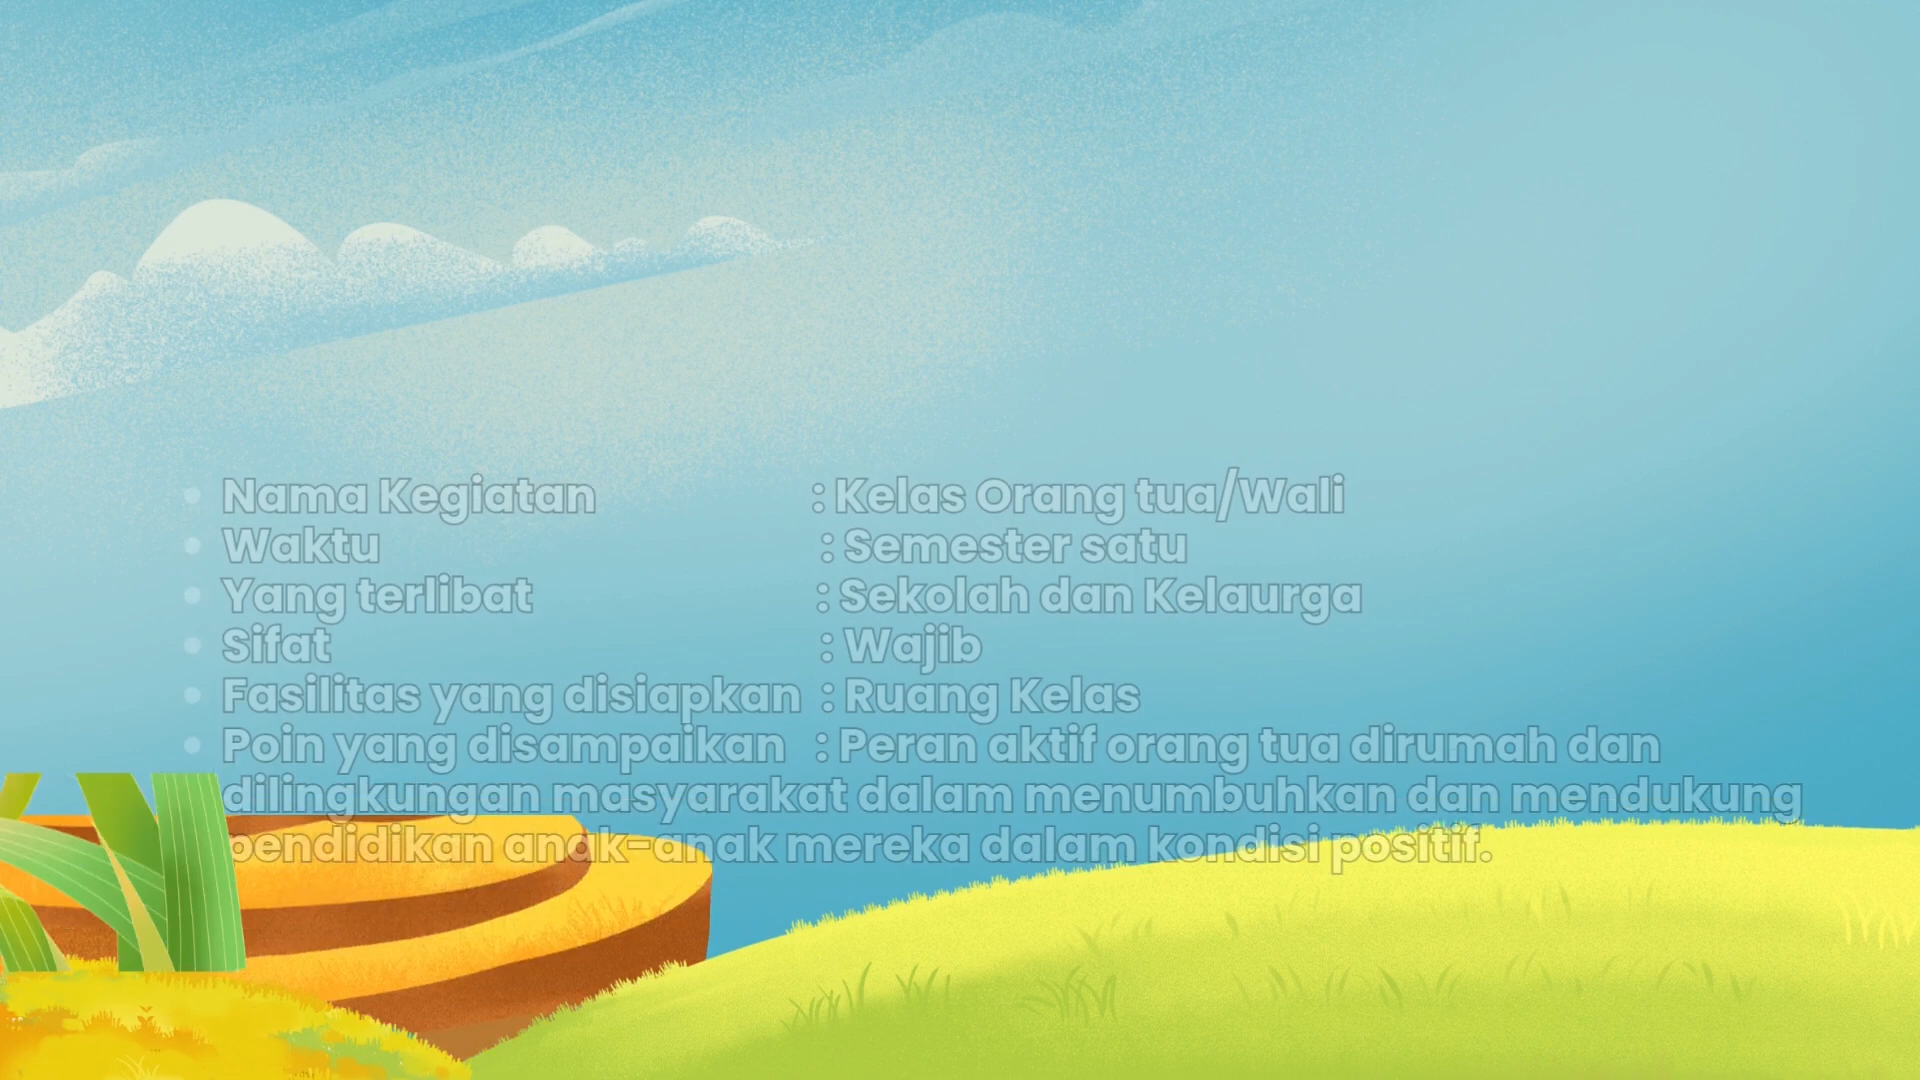 • Nama Kegiatan : Kelas Orang tua/Wali
• Waktu : Semester satu
• Yang terlibat : Sekolah dan Kelaurga
• Sifat : Wajib
• Fasilitas yang disiapkan : Ruang Kelas
• Poin yang disampaikan : Peran aktif orang tua dirumah dan
dilingkungan masyarakat dalam menumbuhkan dan mendukung
pendidikan anak-anak mereka dalam kondisi positif.